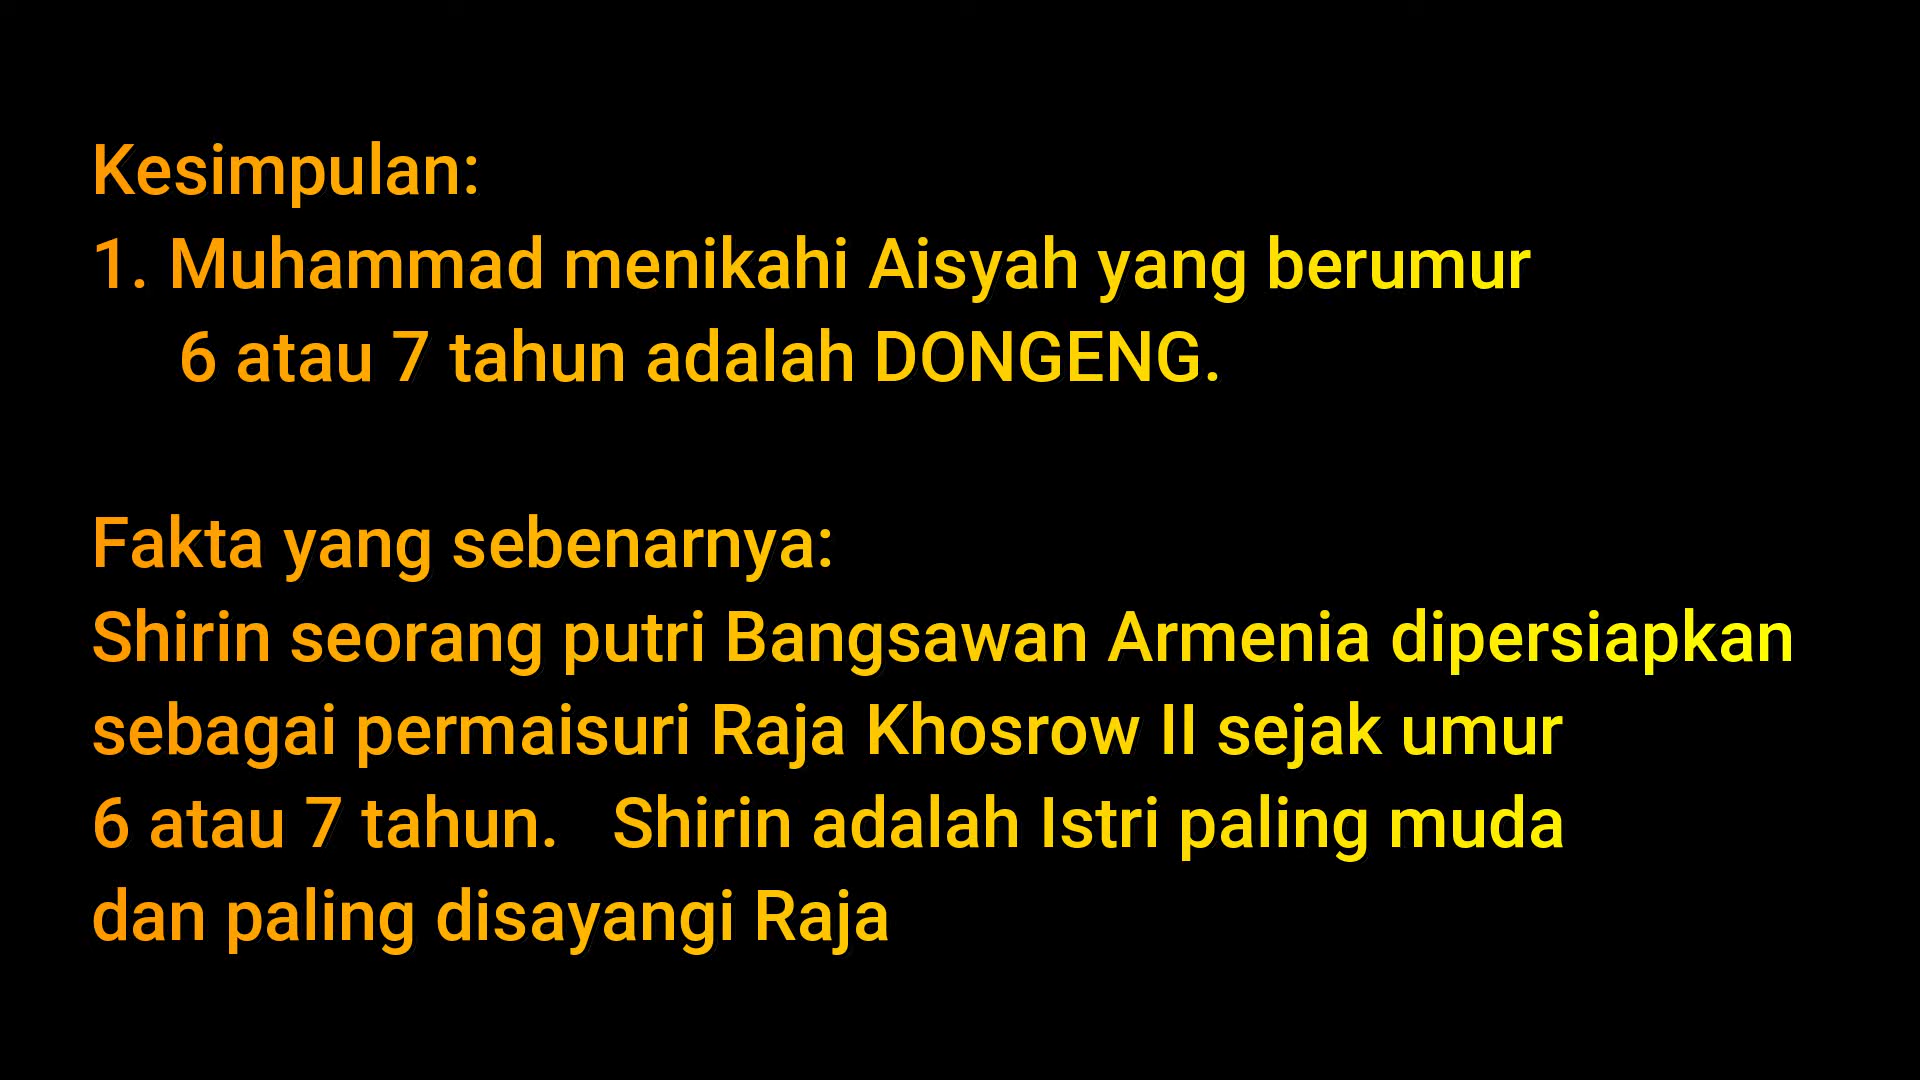 Kesimpulan:
1. Muhammad menikahi Aisyah yang berumur
6 atau 7 tahun adalah DONGENG.
Fakta yang sebenarnya:
Shirin seorang putri Bangsawan Armenia dipersiapkan
sebagai permaisuri Raja Khosrow II sejak umur
6 atau 7 tahun. Shirin adalah Istri paling muda
dan paling disayangi Raja